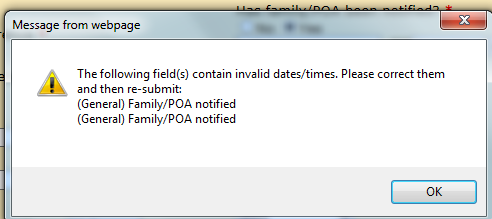 Has family/POA been notified? *
Message from webpage
The following field(s) contain invalid dates/times. Please correct them
and then re-submit:
(General) Family/POA notified
(General) Family/POA notified
OK